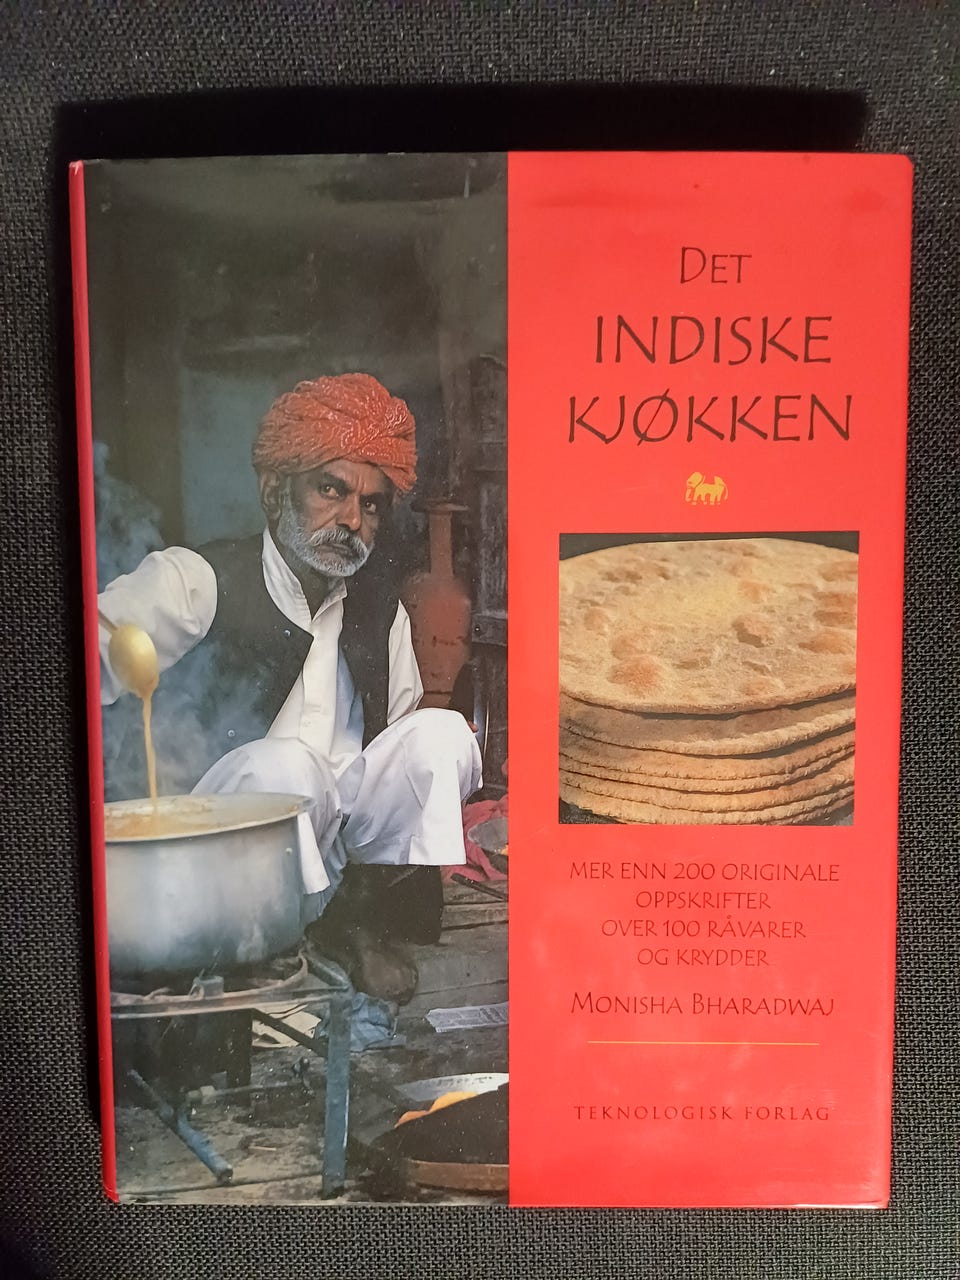 DET
INDISKE
KJØKKEN
MER ENN 200 ORIGINALE
OPPSKRIFTER
OVER 100 RÅVARER
OG KRYDDER
MONISHA BHARADWAJ
TEKNOLOGISK FORLAG